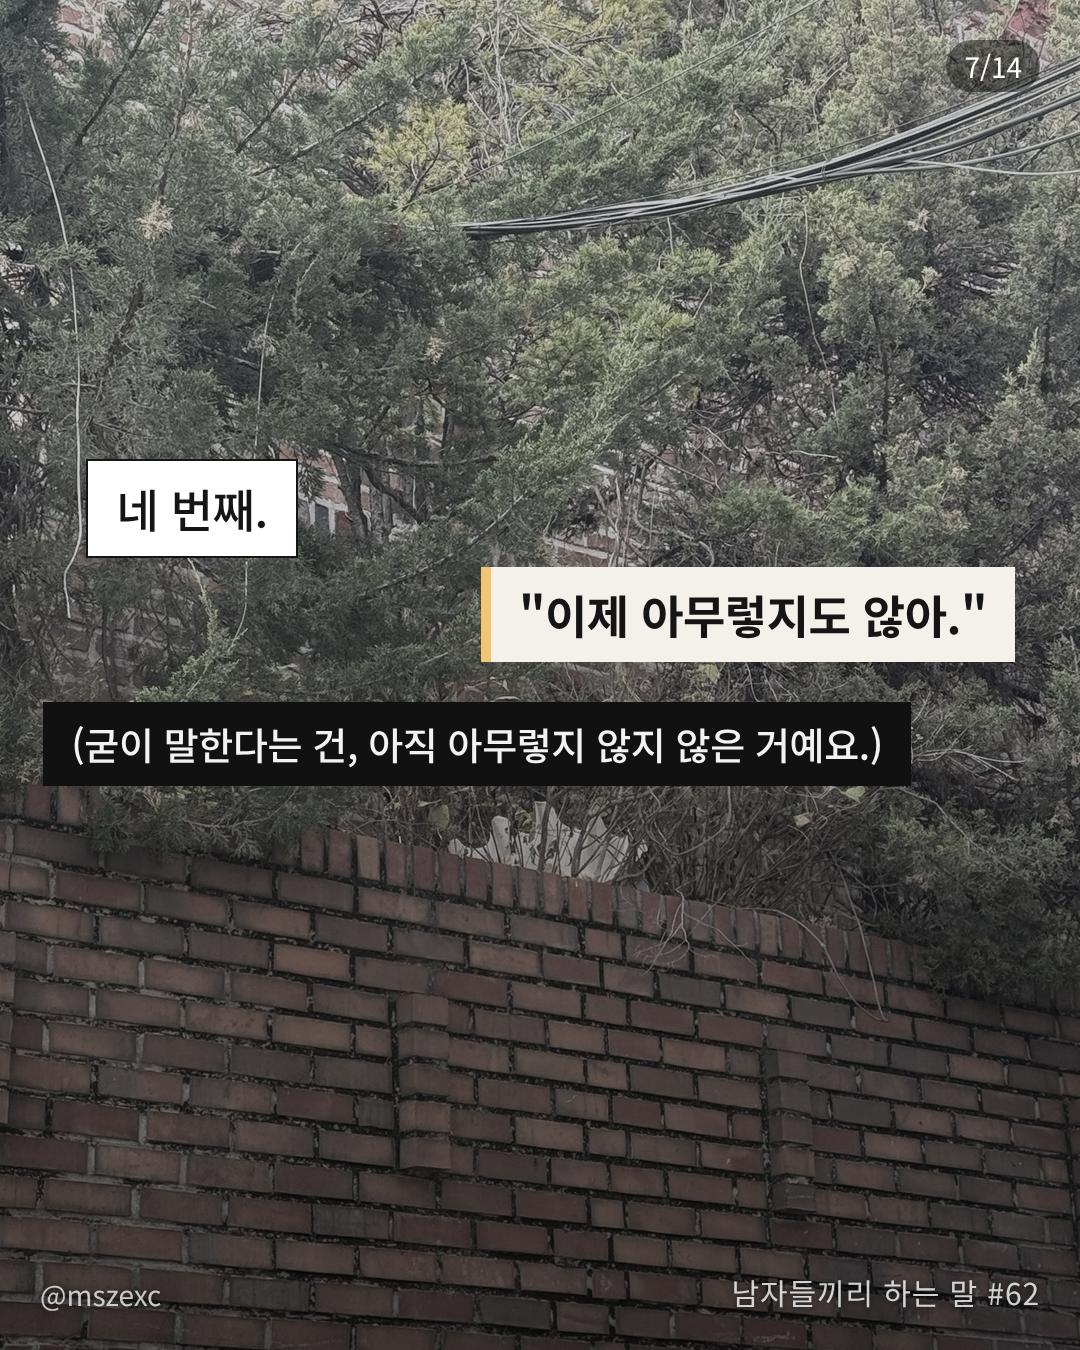 7/14
네 번째.
"이제 아무렇지도 않아."
(굳이 말한다는 건, 아직 아무렇지 않지 않은 거예요.)
@mszexc
남자들끼리 하는 말 #62